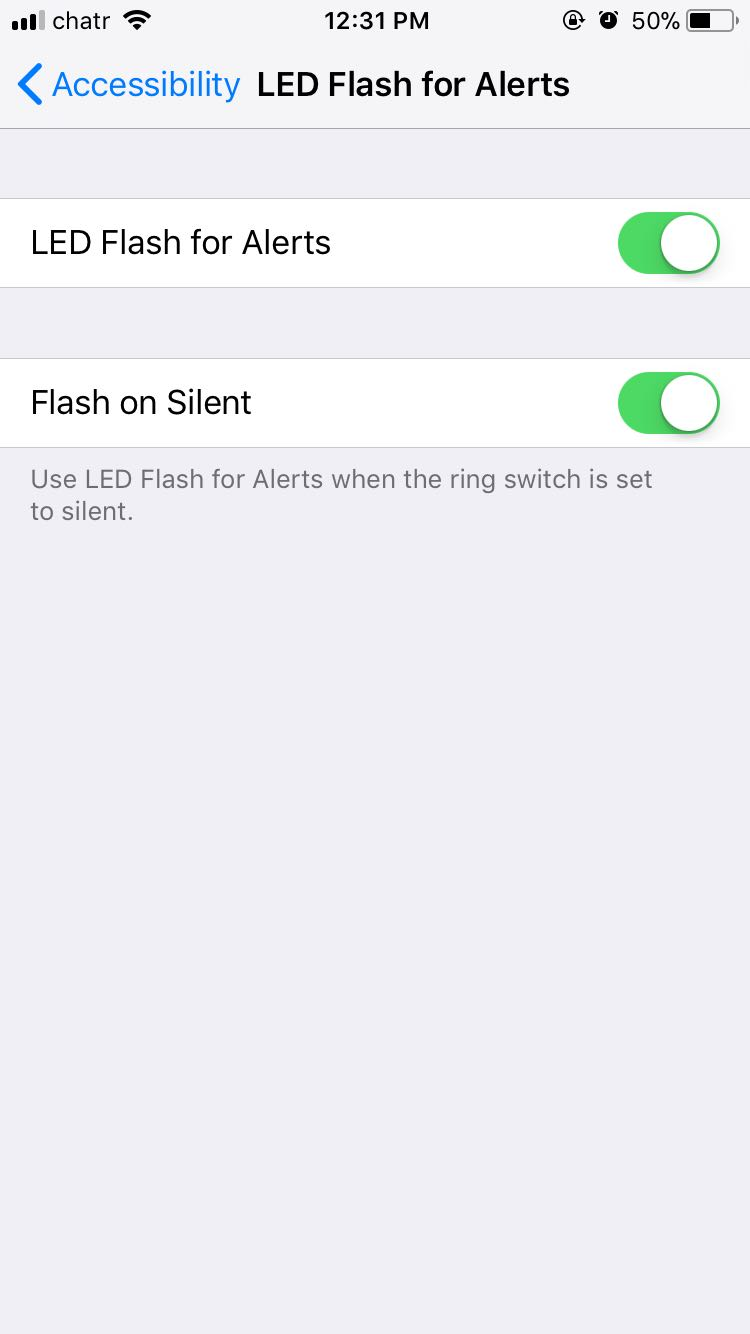 chatr 12:31 PM 50%
Accessibility LED Flash for Alerts
LED Flash for Alerts
Flash on Silent
Use LED Flash for Alerts when the ring switch is set
to silent.